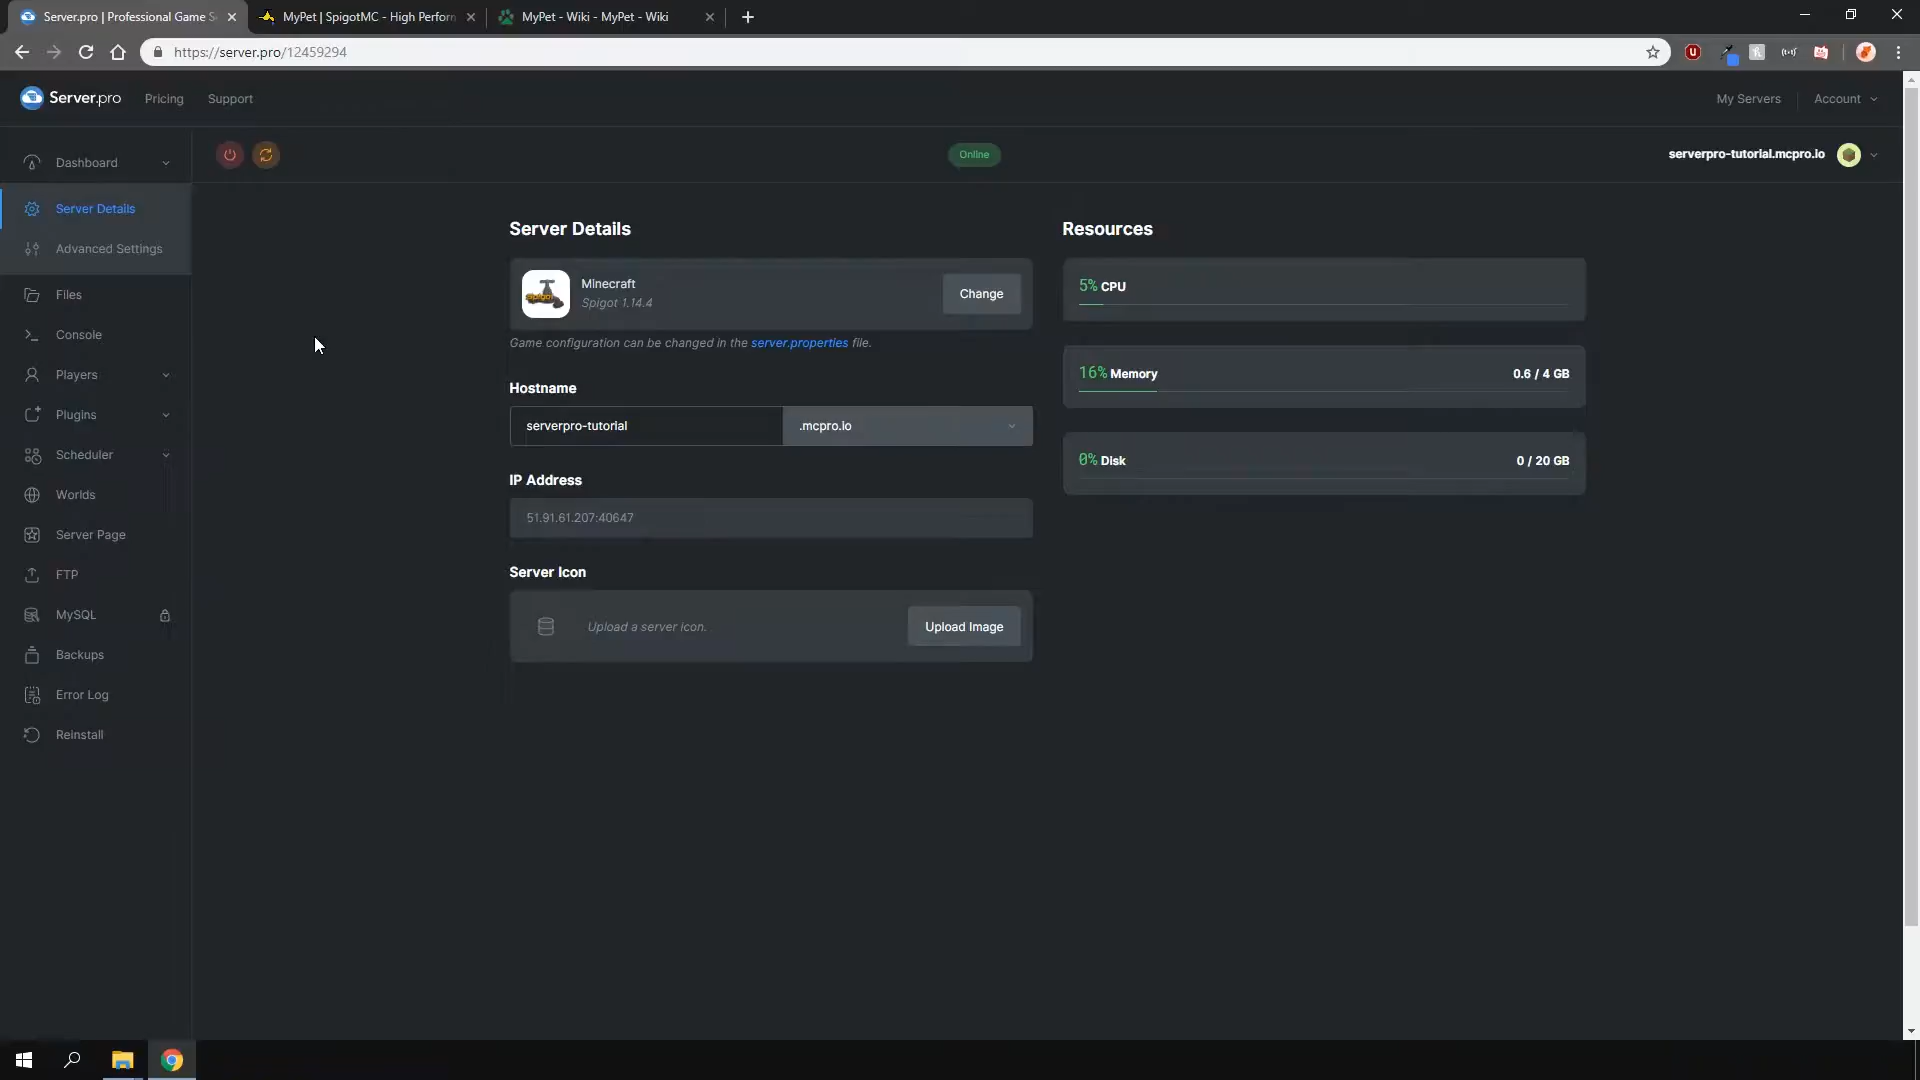 Server.pro | Professional Game S
MyPet | SpigotMC - High Perforn
MyPet - Wiki - MyPet - Wiki
https://server.pro/12459294
Server.pro
Pricing
Support
My Servers
Account
Dashboard
Online
serverpro-tutorial.mcpro.io
Server Details
Advanced Settings
Files
Console
Players
Plugins
Scheduler
Worlds
Server Page
FTP
MySQL
Backups
Error Log
Reinstall
Server Details
Minecraft
Spigot 1.14.4
Change
Game configuration can be changed in the server.properties file.
Hostname
serverpro-tutorial
.mcpro.io
IP Address
51.91.61.207:40647
Server Icon
Upload a server icon.
Upload Image
Resources
5% CPU
16% Memory
0.6 / 4 GB
0% Disk
0 / 20 GB